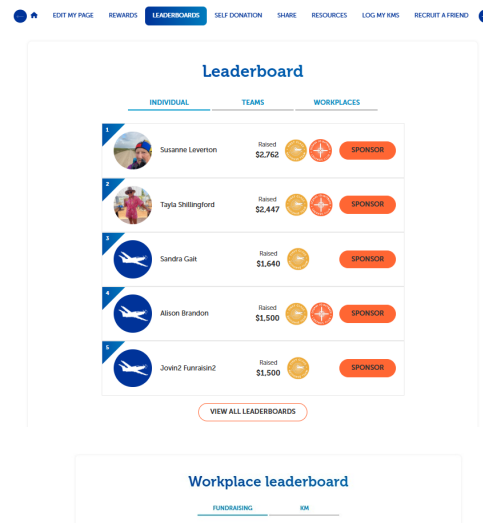 EDIT MY PAGE REWARDS LEADERBOARDS SELF DONATION SHARE RESOURCES LOG MY KMS RECRUIT A FRIEND
Leaderboard
INDIVIDUAL TEAMS WORKPLACES
1
Susanne Leverton
Raised
$2,762
SPONSOR
2
Tayla Shillingford
Raised
$2,447
SPONSOR
3
Sandra Gait
Raised
$1,640
SPONSOR
4
Alison Brandon
Raised
$1,500
SPONSOR
5
Jovin2 Funraisin2
Raised
$1,500
SPONSOR
VIEW ALL LEADERBOARDS
Workplace leaderboard
FUNDRAISING KM